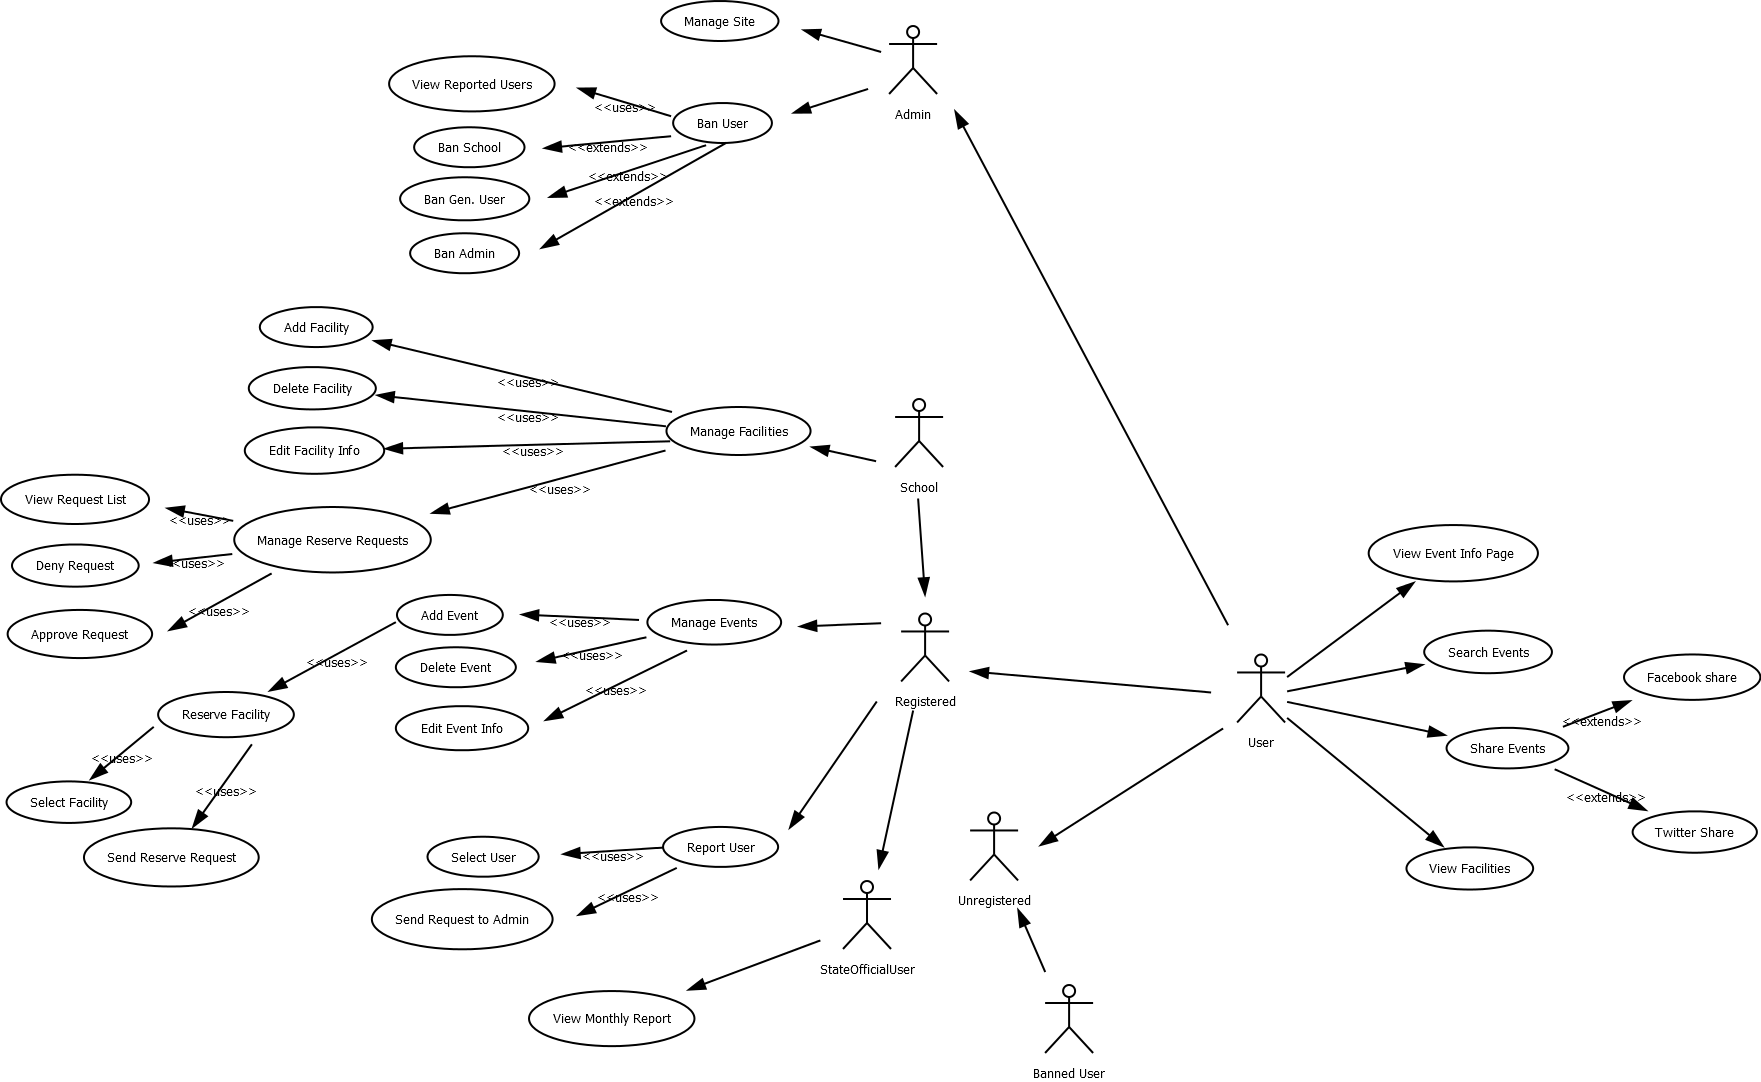 Manage Site
Admin
View Reported Users
<<uses>>
Ban User
Ban School
<<extends>>
Ban Gen. User
<<extends>>
<<extends>>
Ban Admin
Add Facility
<<uses>>
Delete Facility
<<uses>>
Manage Facilities
Edit Facility Info
<<uses>>
School
<<uses>>
View Request List
<<uses>>
Manage Reserve Requests
Deny Request
<<uses>>
Approve Request
<<uses>>
Add Event
<<uses>>
Manage Events
Delete Event
<<uses>>
<<uses>>
Edit Event Info
<<uses>>
Registered
Reserve Facility
<<uses>>
Select Facility
<<uses>>
Send Reserve Request
Report User
Select User
<<uses>>
Send Request to Admin
<<uses>>
StateOfficialUser
View Monthly Report
Unregistered
Banned User
User
View Event Info Page
Search Events
Facebook share
<<extends>>
Share Events
<<extends>>
Twitter Share
View Facilities